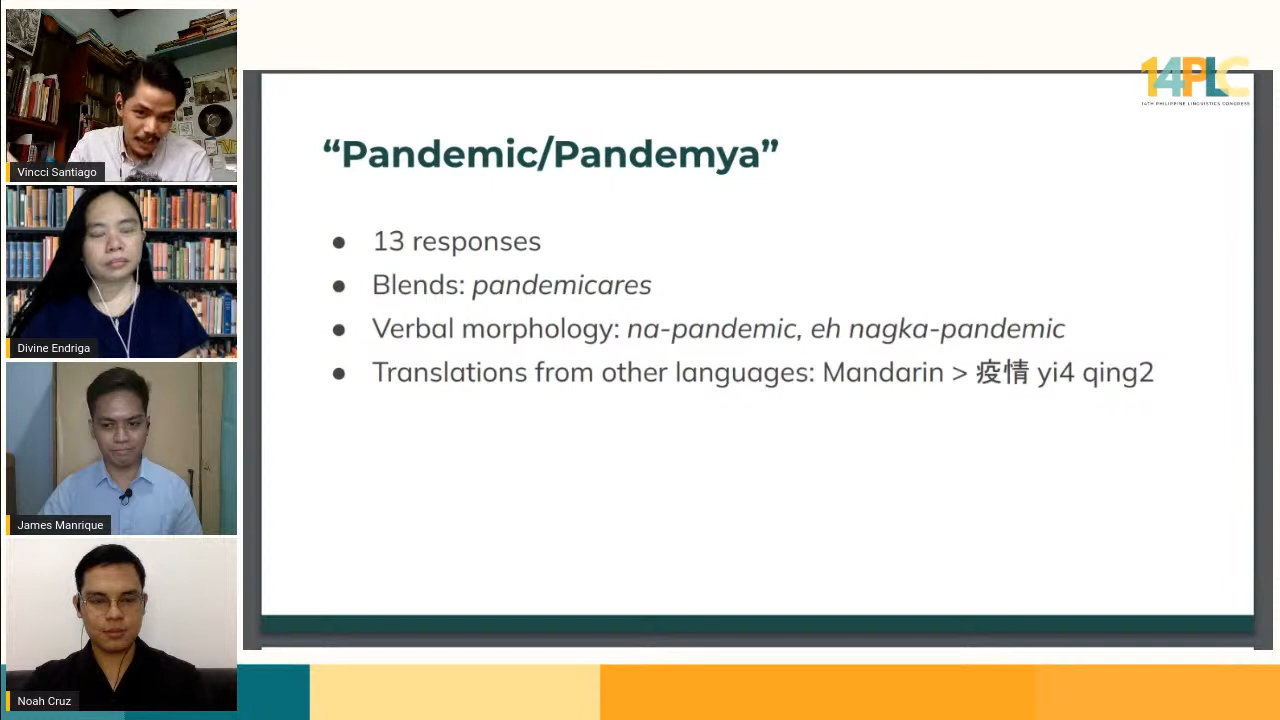 Vincci Santiago
Divine Endriga
James Manrique
Noah Cruz
14PLC
14TH PHILIPPINE LINGUISTICS CONGRESS
“Pandemic/Pandemya”
● 13 responses
● Blends: pandemicares
● Verbal morphology: na-pandemic, eh nagka-pandemic
● Translations from other languages: Mandarin > 疫情 yi4 qing2